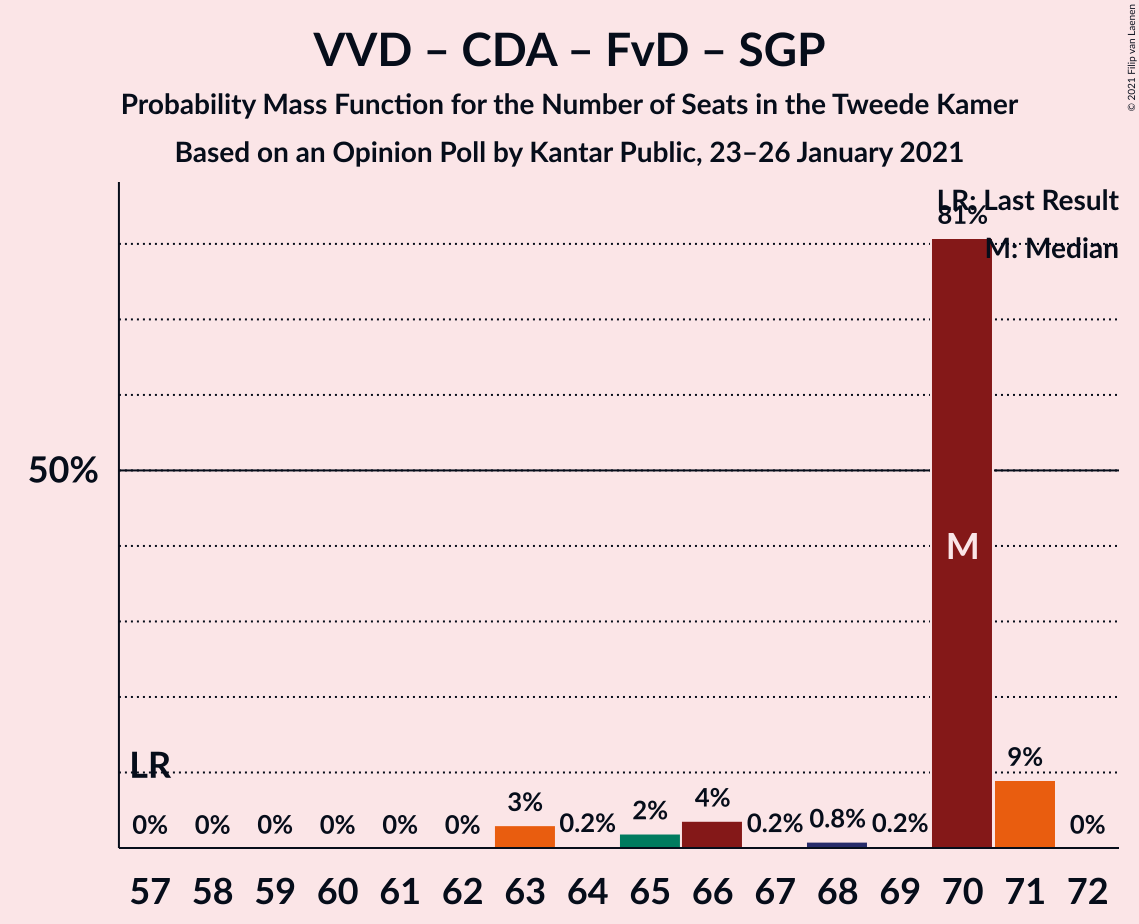 VVD – CDA – FvD – SGP
Probability Mass Function for the Number of Seats in the Tweede Kamer
Based on an Opinion Poll by Kantar Public, 23–26 January 2021
© 2021 Filip van Laenen
LR: Last Result
M: Median
81%
50%
M
LR
0% 0% 0% 0% 0% 0% 3% 0.2% 2% 4% 0.2% 0.8% 0.2% 9% 0%
57 58 59 60 61 62 63 64 65 66 67 68 69 70 71 72